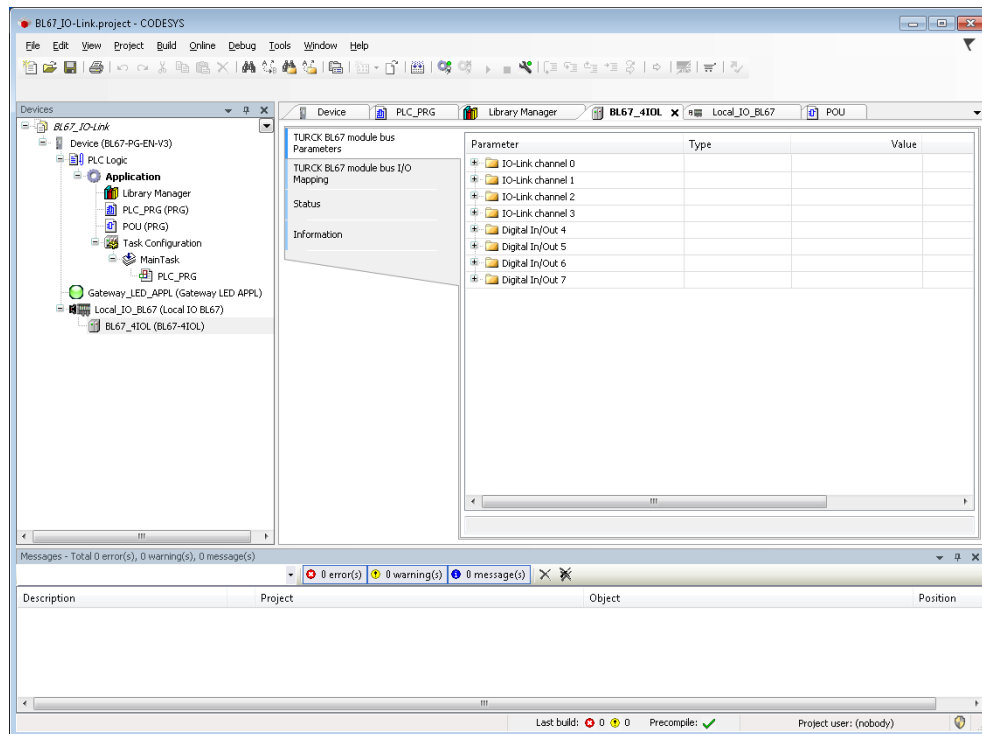 BL67_IO-Link.project - CODESYS
File Edit View Project Build Online Debug Tools Window Help
Devices
BL67_IO-Link
Device (BL67-PG-EN-V3)
PLC Logic
Application
Library Manager
PLC_PRG (PRG)
POU (PRG)
Task Configuration
MainTask
PLC_PRG
Gateway_LED_APPL (Gateway LED APPL)
Local_IO_BL67 (Local IO BL67)
BL67_4IOL (BL67-4IOL)
Device PLC_PRG Library Manager BL67_4IOL Local_IO_BL67 POU
TURCK BL67 module bus
Parameters
TURCK BL67 module bus I/O
Mapping
Status
Information
Parameter Type Value
IO-Link channel 0
IO-Link channel 1
IO-Link channel 2
IO-Link channel 3
Digital In/Out 4
Digital In/Out 5
Digital In/Out 6
Digital In/Out 7
Messages - Total 0 error(s), 0 warning(s), 0 message(s)
0 error(s) 0 warning(s) 0 message(s)
Description Project Object Position
Last build: 0 0 Precompile: Project user: (nobody)